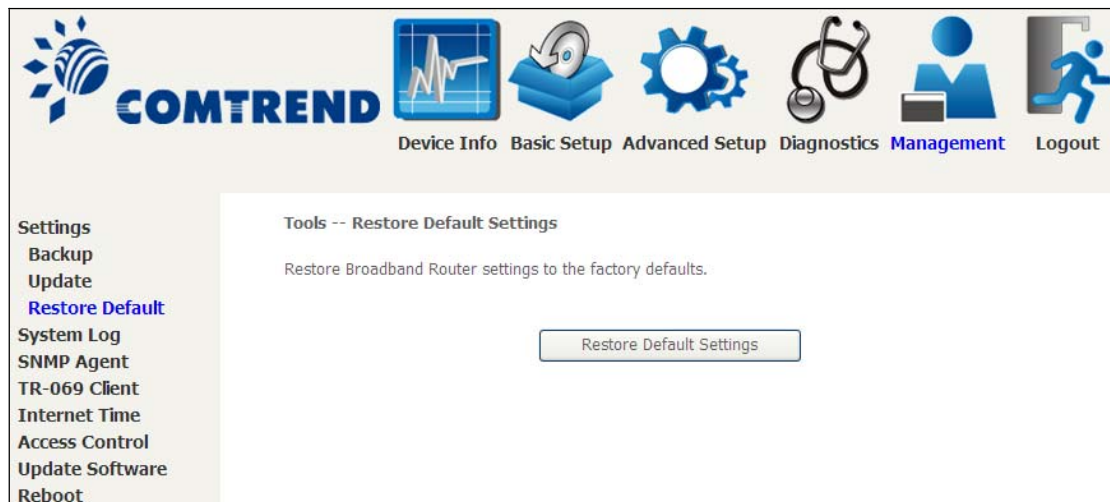 COMTREND
Device Info Basic Setup Advanced Setup Diagnostics Management Logout
Settings
Backup
Update
Restore Default
System Log
SNMP Agent
TR-069 Client
Internet Time
Access Control
Update Software
Reboot
Tools -- Restore Default Settings
Restore Broadband Router settings to the factory defaults.
Restore Default Settings